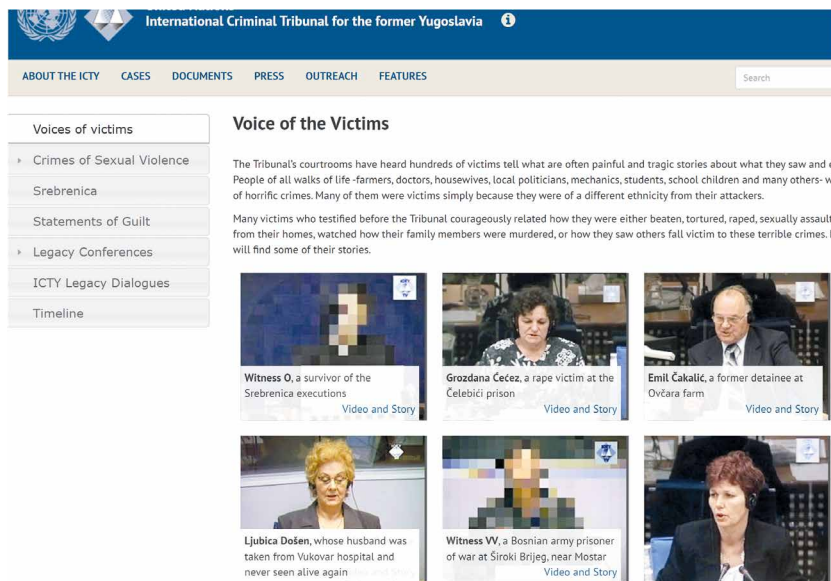 International Criminal Tribunal for the former Yugoslavia
ABOUT THE ICTY CASES DOCUMENTS PRESS OUTREACH FEATURES
Search
Voices of victims
Crimes of Sexual Violence
Srebrenica
Statements of Guilt
Legacy Conferences
ICTY Legacy Dialogues
Timeline
Voice of the Victims
The Tribunal's courtrooms have heard hundreds of victims tell what are often painful and tragic stories about what they saw and
People of all walks of life -farmers, doctors, housewives, local politicians, mechanics, students, school children and many others-
of horrific crimes. Many of them were victims simply because they were of a different ethnicity from their attackers.
Many victims who testified before the Tribunal courageously related how they were either beaten, tortured, raped, sexually assault
from their homes, watched how their family members were murdered, or how they saw others fall victim to these terrible crimes.
will find some of their stories.
Witness O, a survivor of the
Srebrenica executions
Video and Story
Grozdana Ćećez, a rape victim at the
Čelebići prison
Video and Story
Emil Čakalić, a former detainee at
Ovčara farm
Video and Story
Ljubica Došen, whose husband was
taken from Vukovar hospital and
never seen alive again
Video and Story
Witness VV, a Bosnian army prisoner
of war at Široki Brijeg, near Mostar
Video and Story